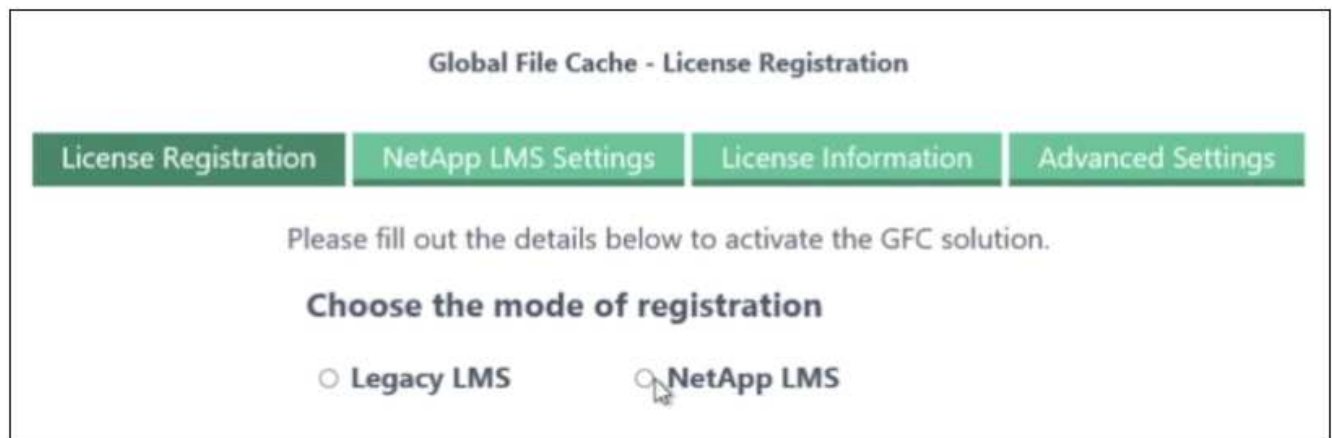 Global File Cache - License Registration
License Registration NetApp LMS Settings License Information Advanced Settings
Please fill out the details below to activate the GFC solution.
Choose the mode of registration
Legacy LMS NetApp LMS